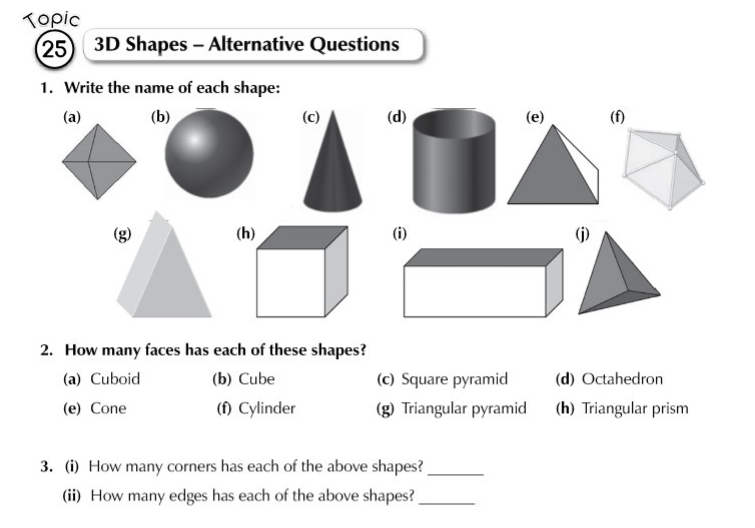 Topic
25 3D Shapes – Alternative Questions
1. Write the name of each shape:
(a) (b) (c) (d) (e) (f)
(g) (h) (i) (j)
2. How many faces has each of these shapes?
(a) Cuboid (b) Cube (c) Square pyramid (d) Octahedron
(e) Cone (f) Cylinder (g) Triangular pyramid (h) Triangular prism
3. (i) How many corners has each of the above shapes? ______
(ii) How many edges has each of the above shapes? ______